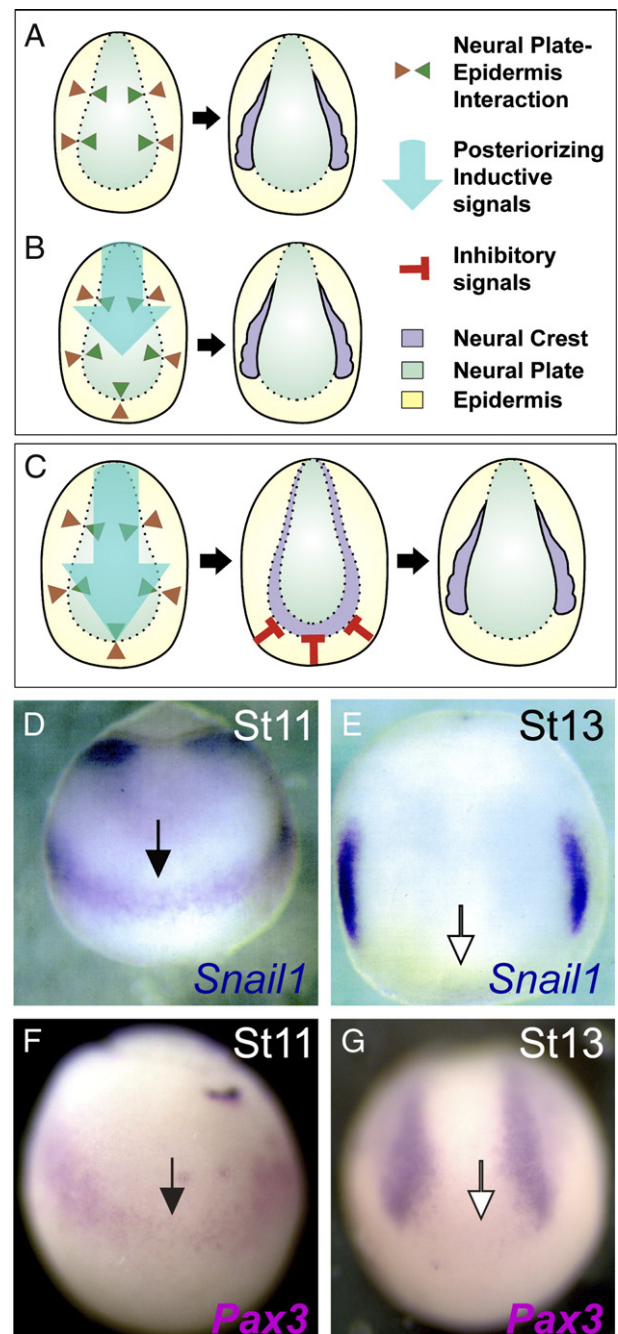 A
Neural Plate-
Epidermis
Interaction
Posteriorizing
Inductive
signals
B
Inhibitory
signals
Neural Crest
Neural Plate
Epidermis
C
D
St11
Snail1
E
St13
Snail1
F
St11
Pax3
G
St13
Pax3